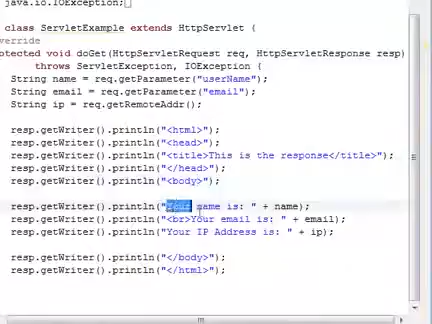 java.io.IOException;
class ServletExample extends HttpServlet {
verride
otected void doGet(HttpServletRequest req, HttpServletResponse resp)
throws ServletException, IOException {
String name = req.getParameter("userName");
String email = req.getParameter("email");
String ip = req.getRemoteAddr();
resp.getWriter().println("<html>");
resp.getWriter().println("<head>");
resp.getWriter().println("<title>This is the response</title>");
resp.getWriter().println("</head>");
resp.getWriter().println("<body>");
resp.getWriter().println("Your name is: " + name);
resp.getWriter().println("<br>Your email is: " + email);
resp.getWriter().println("Your IP Address is: " + ip);
resp.getWriter().println("</body>");
resp.getWriter().println("</html>");